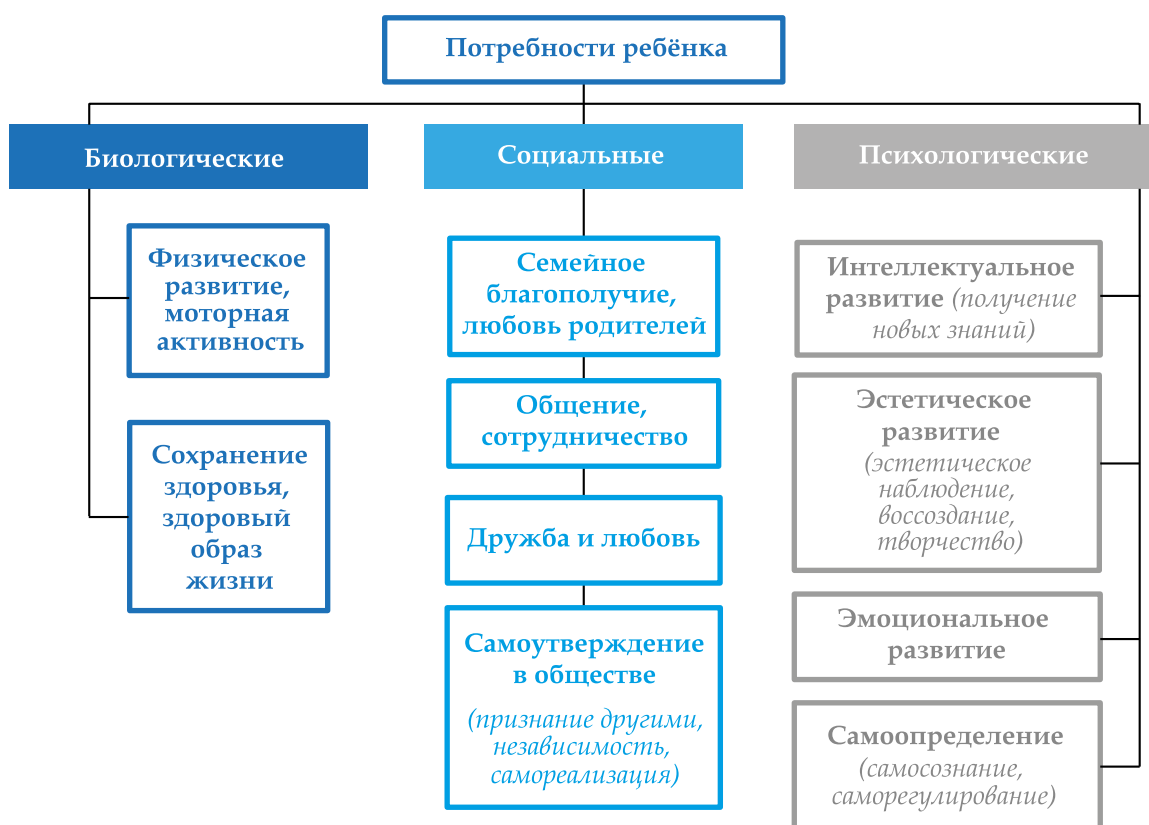 Потребности ребёнка
Биологические
Физическое
развитие,
моторная
активность
Сохранение
здоровья,
здоровый
образ
жизни
Социальные
Семейное
благополучие,
любовь родителей
Общение,
сотрудничество
Дружба и любовь
Самоутверждение
в обществе
(признание другими,
независимость,
самореализация)
Психологические
Интеллектуальное
развитие (получение
новых знаний)
Эстетическое
развитие
(эстетическое
наблюдение,
воссоздание,
творчество)
Эмоциональное
развитие
Самоопределение
(самосознание,
саморегулирование)